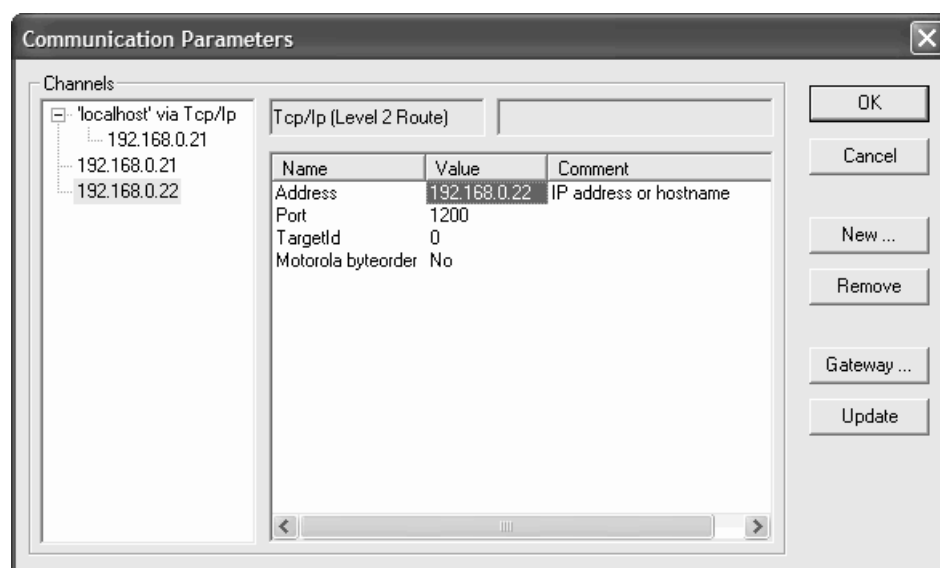 Communication Parameters
Channels
'localhost' via Tcp/Ip
192.168.0.21
192.168.0.21
192.168.0.22
Tcp/Ip (Level 2 Route)
Name Value Comment
Address 192.168.0.22 IP address or hostname
Port 1200
TargetId 0
Motorola byteorder No
OK
Cancel
New ...
Remove
Gateway ...
Update